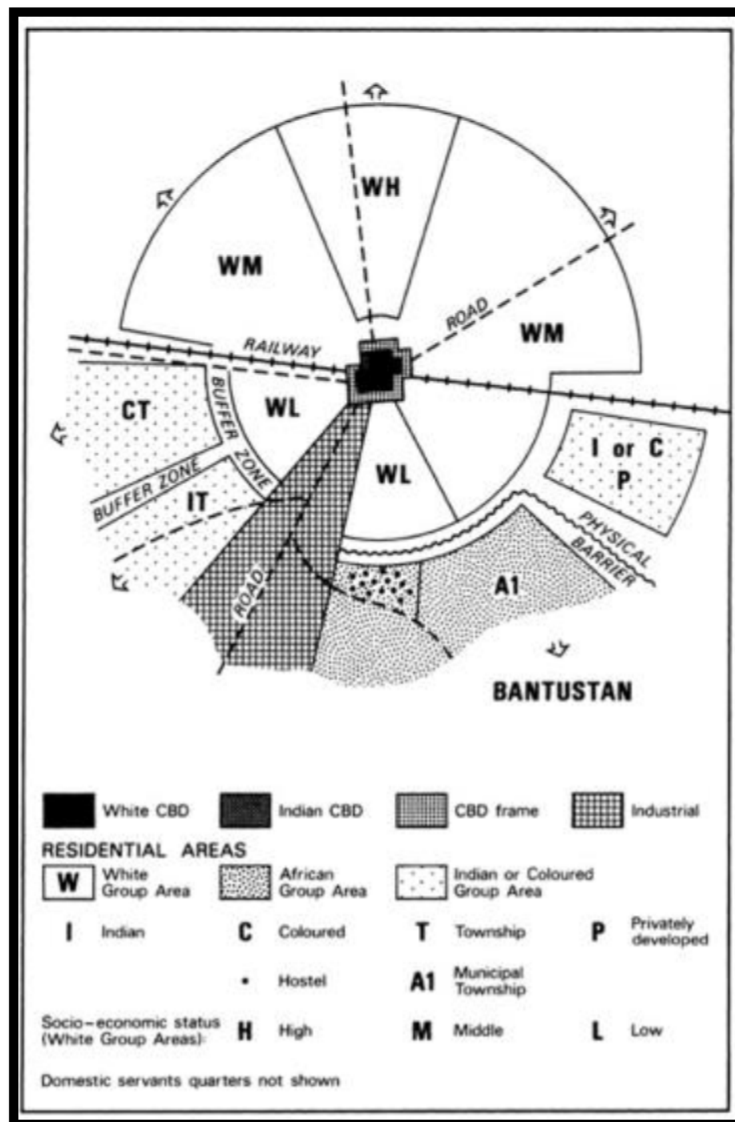 WH
WM
ROAD
WM
RAILWAY
CT
BUFFER ZONE
WL
I or C
P
BUFFER ZONE
IT
WL
PHYSICAL
BARRIER
ROAD
A1
BANTUSTAN
White CBD
Indian CBD
CBD frame
Industrial
RESIDENTIAL AREAS
W White
Group Area
African
Group Area
Indian or Coloured
Group Area
I Indian
C Coloured
T Township
P Privately
developed
• Hostel
A1 Municipal
Township
Socio-economic status
(White Group Areas):
H High
M Middle
L Low
Domestic servants quarters not shown